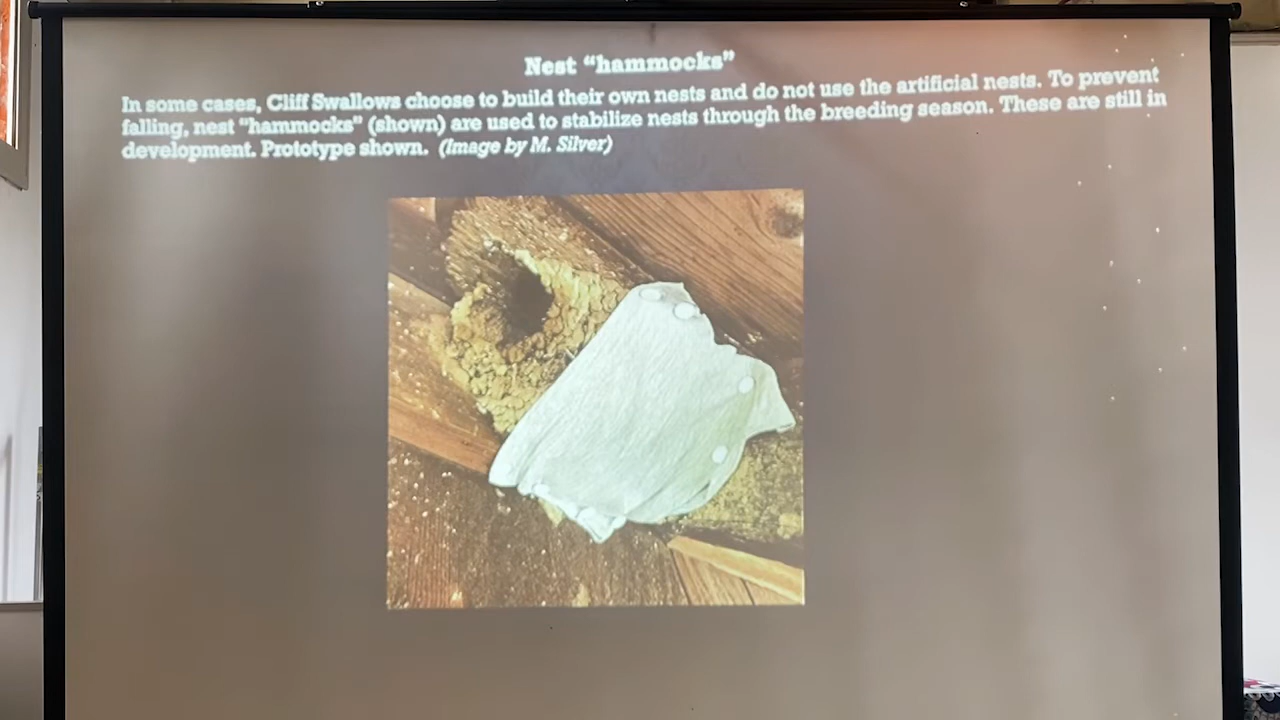 Nest “hammocks”
In some cases, Cliff Swallows choose to build their own nests and do not use the artificial nests. To prevent
falling, nest “hammocks” (shown) are used to stabilize nests through the breeding season. These are still in
development. Prototype shown. (Image by M. Silver)